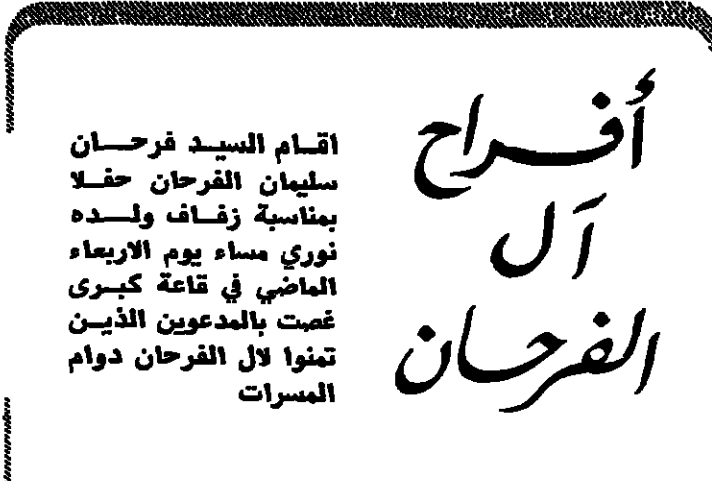 أفراح
آل
الفرحان
اقام السيد فرحان
سليمان الفرحان حفلا
بمناسبة زفاف ولده
نوري مساء يوم الاربعاء
الماضي في قاعة كبرى
غصت بالمدعوين الذين
تمنوا لال الفرحان دوام
المسرات